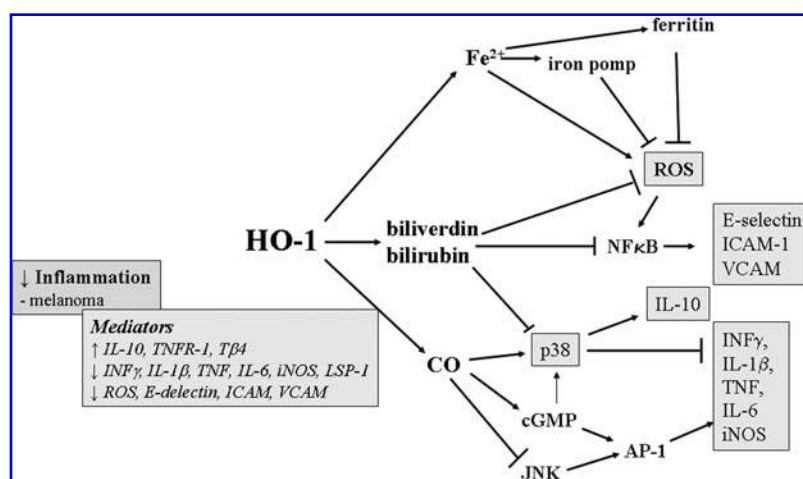 ferritin
Fe²⁺
iron pomp
ROS
HO-1
biliverdin
bilirubin
NFκB
E-selectin
ICAM-1
VCAM
↓ Inflammation
- melanoma
Mediators
↑ IL-10, TNFR-1, Tβ4
↓ INFγ, IL-1β, TNF, IL-6, iNOS, LSP-1
↓ ROS, E-delectin, ICAM, VCAM
IL-10
p38
CO
INFγ,
IL-1β,
TNF,
IL-6
iNOS
cGMP
AP-1
JNK